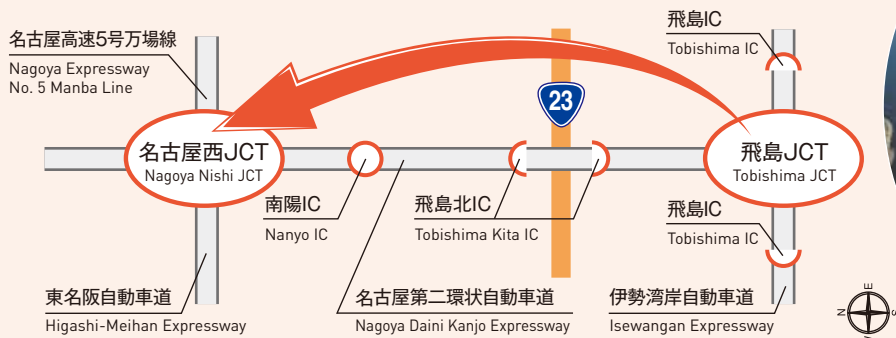 名古屋高速5号万場線
Nagoya Expressway
No. 5 Manba Line
飛島IC
Tobishima IC
23
名古屋西JCT
Nagoya Nishi JCT
飛島JCT
Tobishima JCT
南陽IC
Nanyo IC
飛島北IC
Tobishima Kita IC
飛島IC
Tobishima IC
東名阪自動車道
Higashi-Meihan Expressway
名古屋第二環状自動車道
Nagoya Daini Kanjo Expressway
伊勢湾岸自動車道
Isewangan Expressway
E
N
S
W